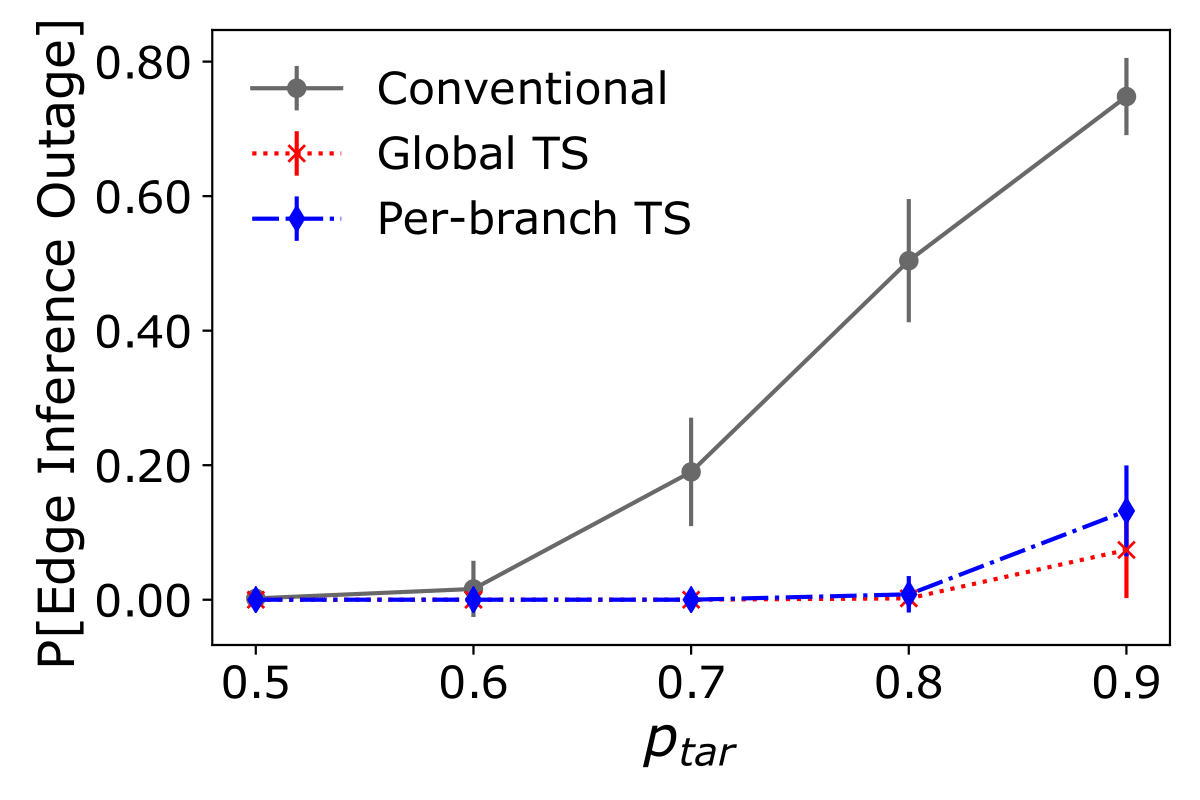 P[Edge Inference Outage]
0.80
0.60
0.40
0.20
0.00
Conventional
Global TS
Per-branch TS
0.5 0.6 0.7 0.8 0.9
p_tar